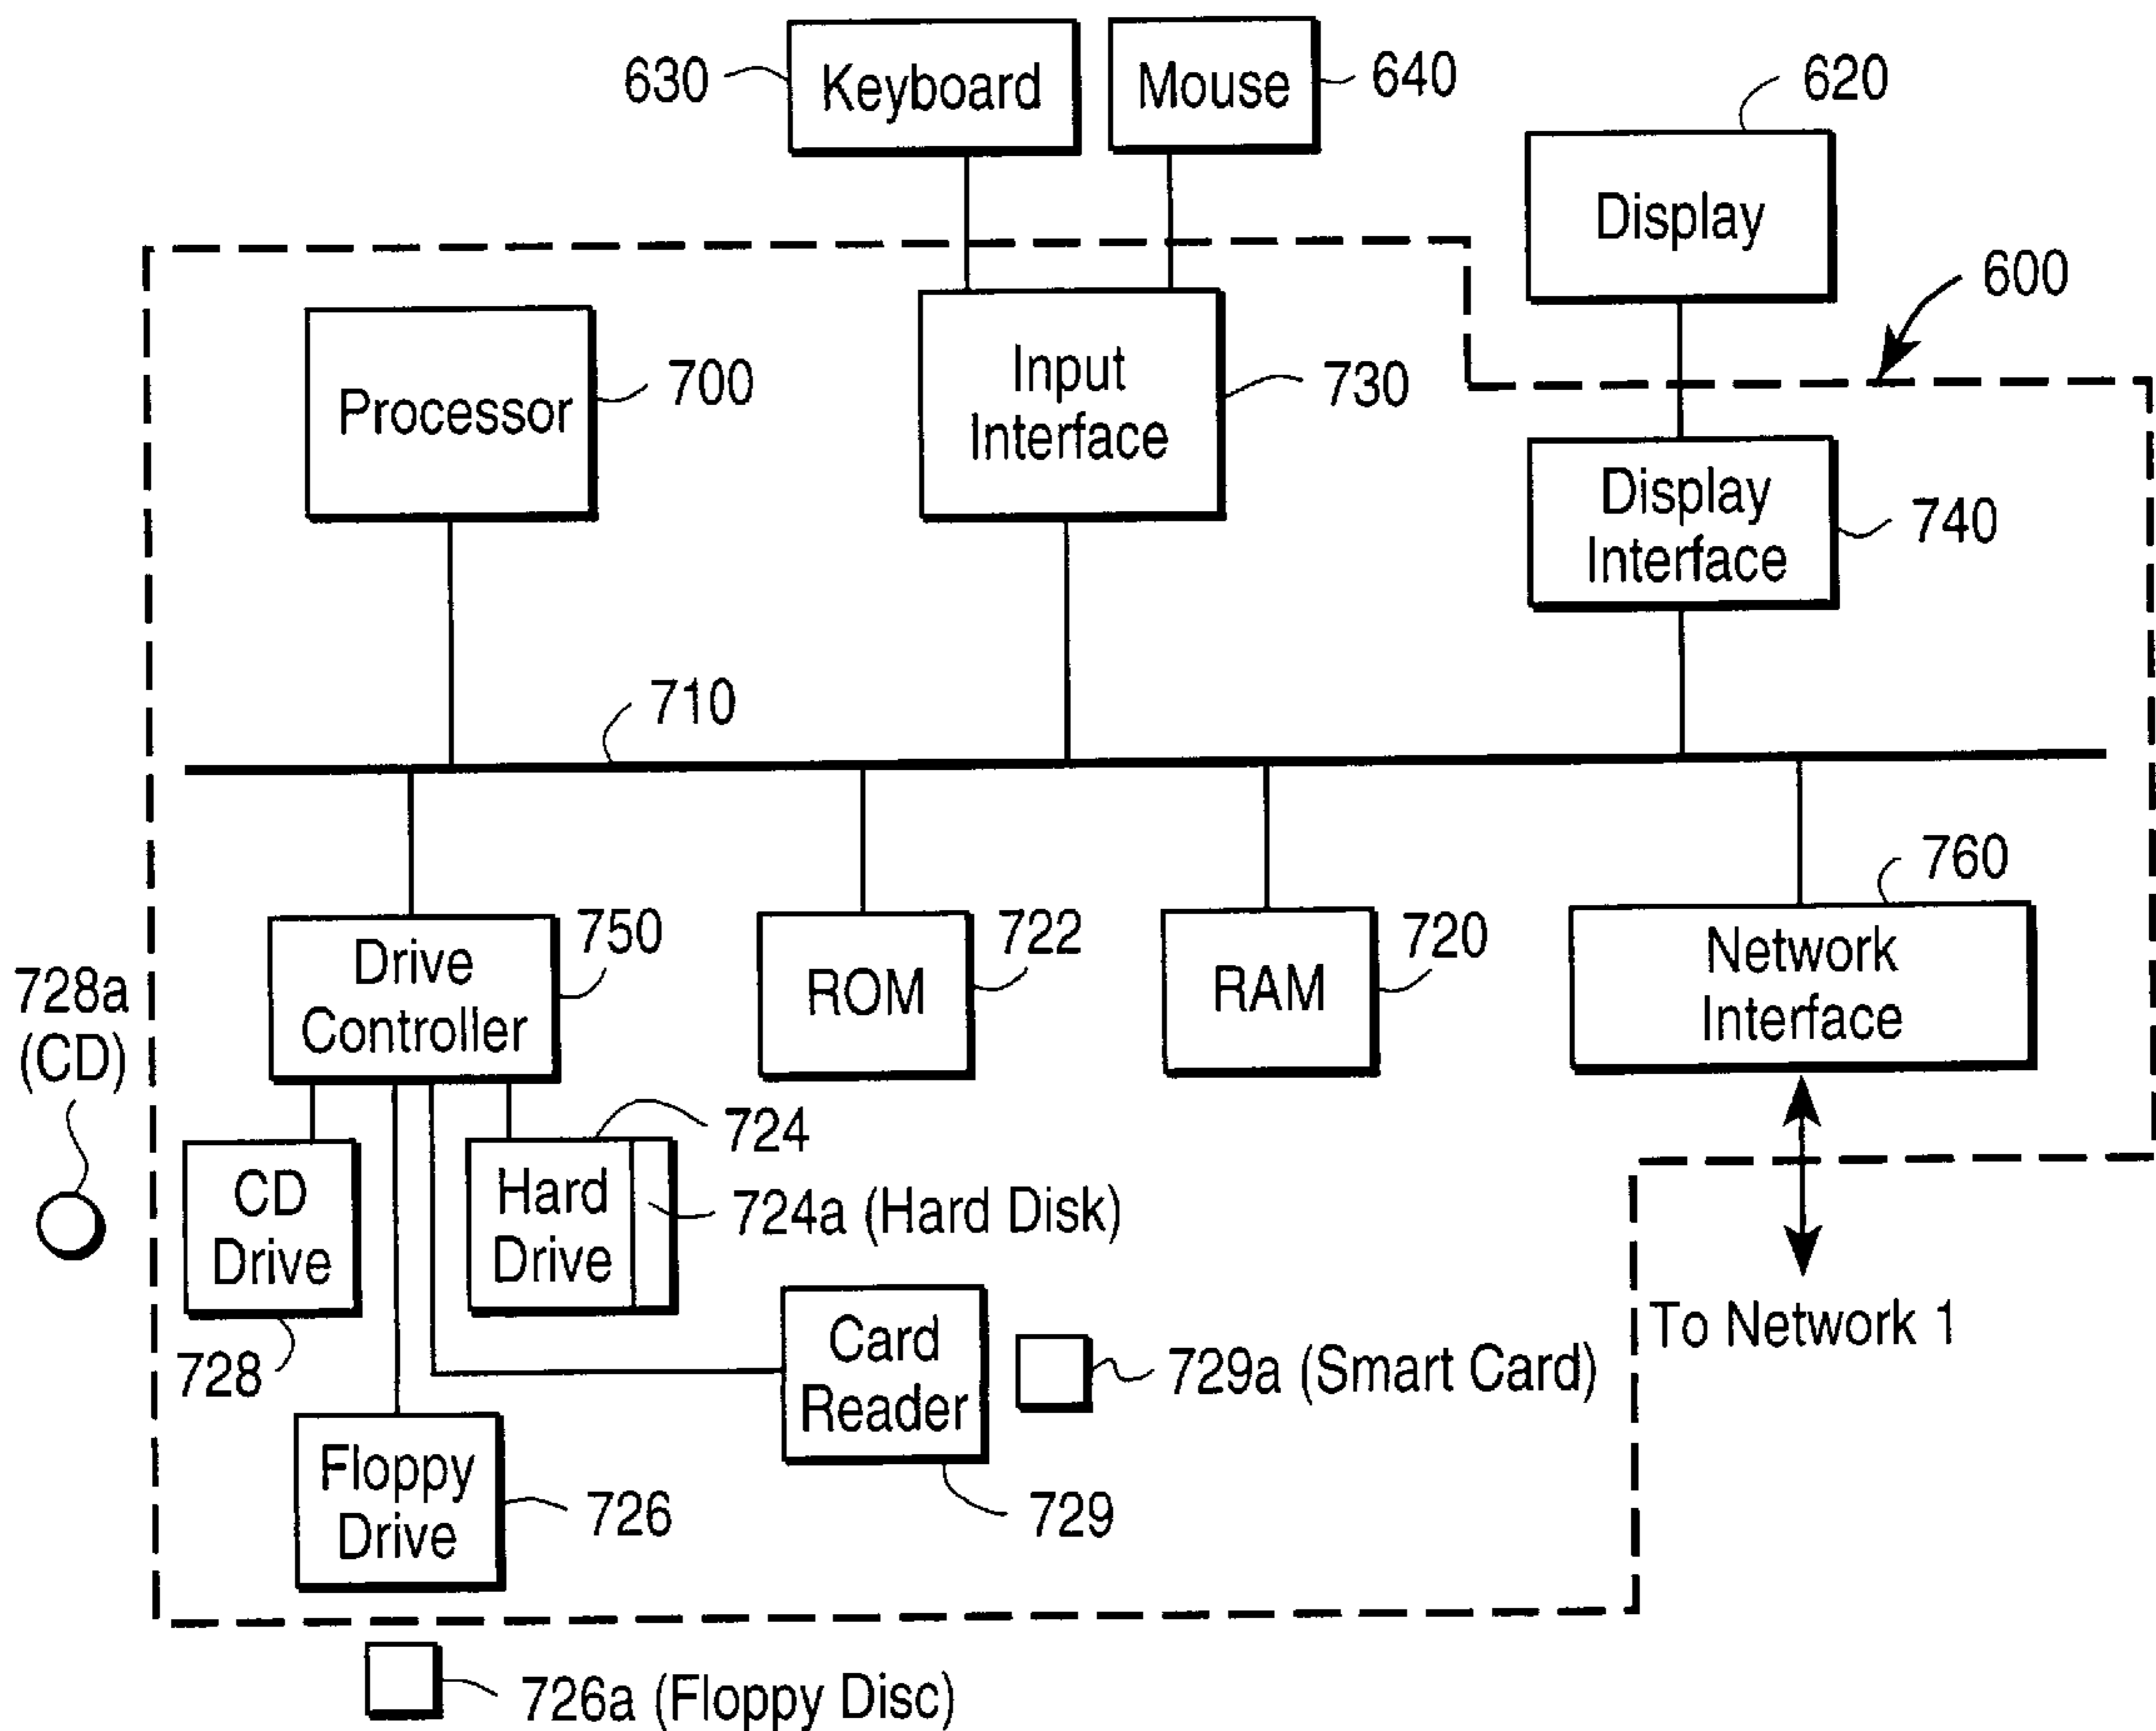 630
Keyboard
Mouse
640
620
Display
600
Processor
700
Input
Interface
730
Display
Interface
740
710
728a
(CD)
Drive
Controller
750
ROM
722
RAM
720
760
Network
Interface
CD
Drive
728
Hard
Drive
724
724a (Hard Disk)
Card
Reader
729a (Smart Card)
729
To Network 1
Floppy
Drive
726
726a (Floppy Disc)